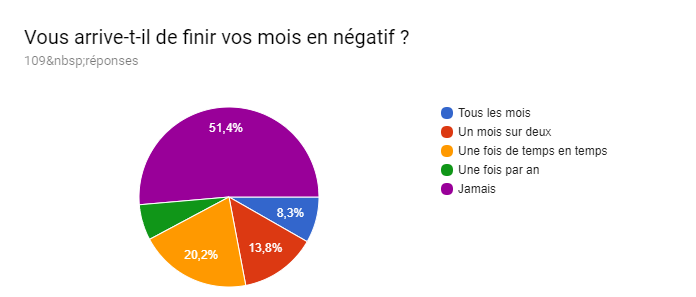 Vous arrive-t-il de finir vos mois en négatif ?
109&nbsp;réponses
51,4%
8,3%
13,8%
20,2%
Tous les mois
Un mois sur deux
Une fois de temps en temps
Une fois par an
Jamais